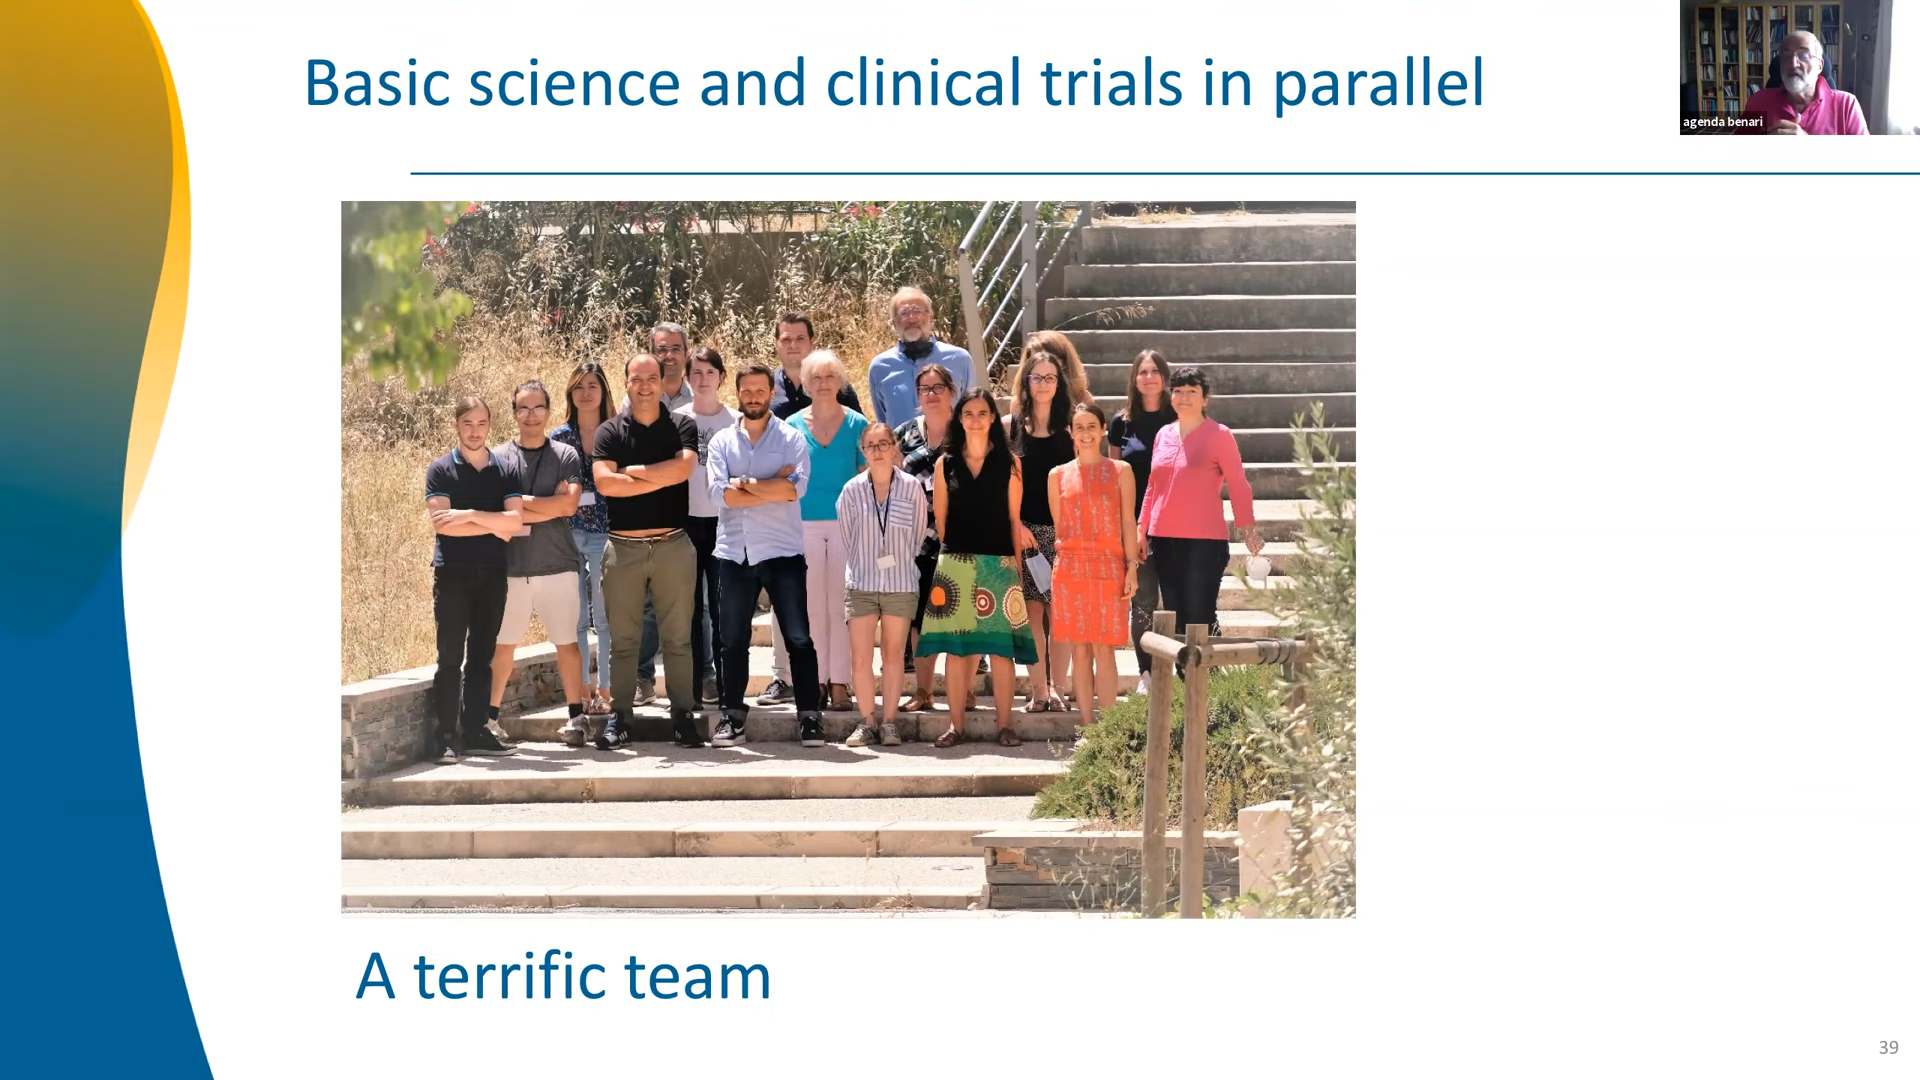 Basic science and clinical trials in parallel
agenda benari
A terrific team
39